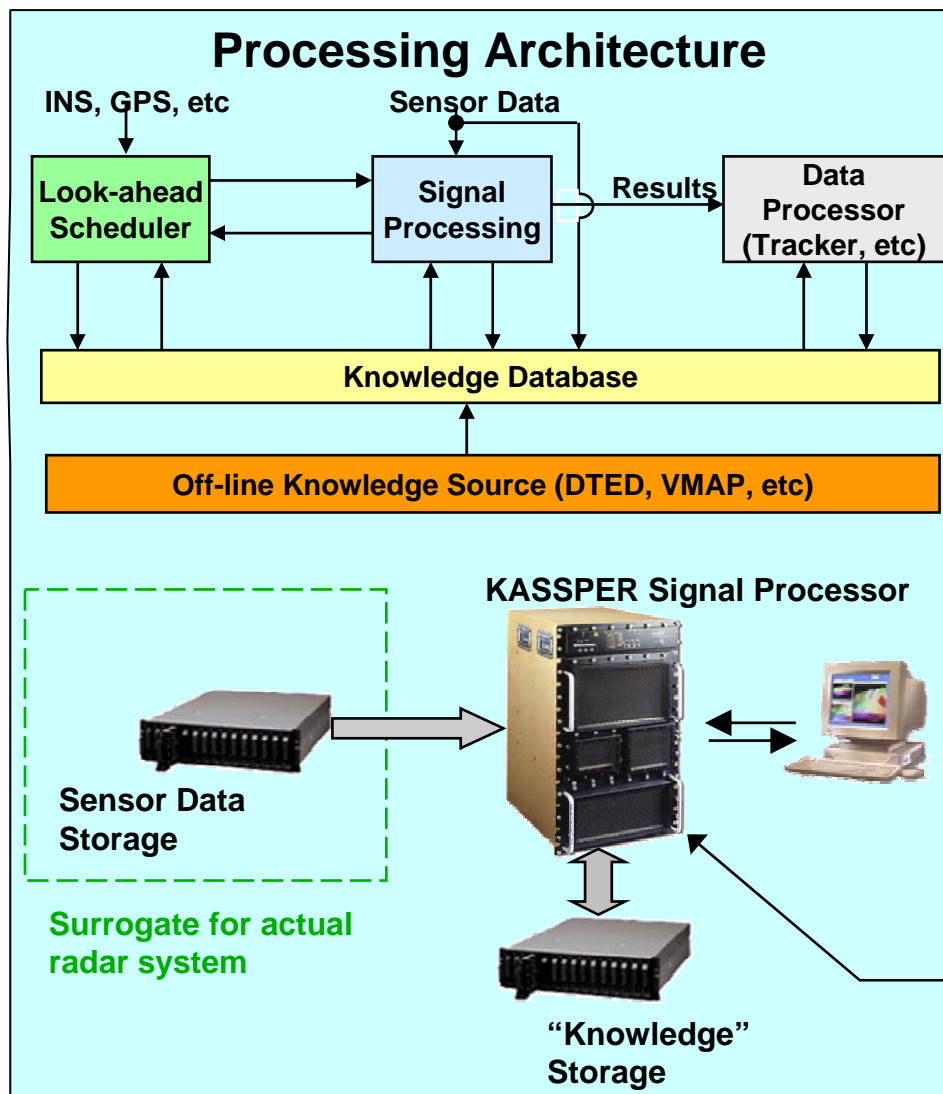 Processing Architecture
INS, GPS, etc
Sensor Data
Look-ahead
Scheduler
Signal
Processing
Results
Data
Processor
(Tracker, etc)
Knowledge Database
Off-line Knowledge Source (DTED, VMAP, etc)
KASSPER Signal Processor
Sensor Data
Storage
Surrogate for actual
radar system
“Knowledge”
Storage